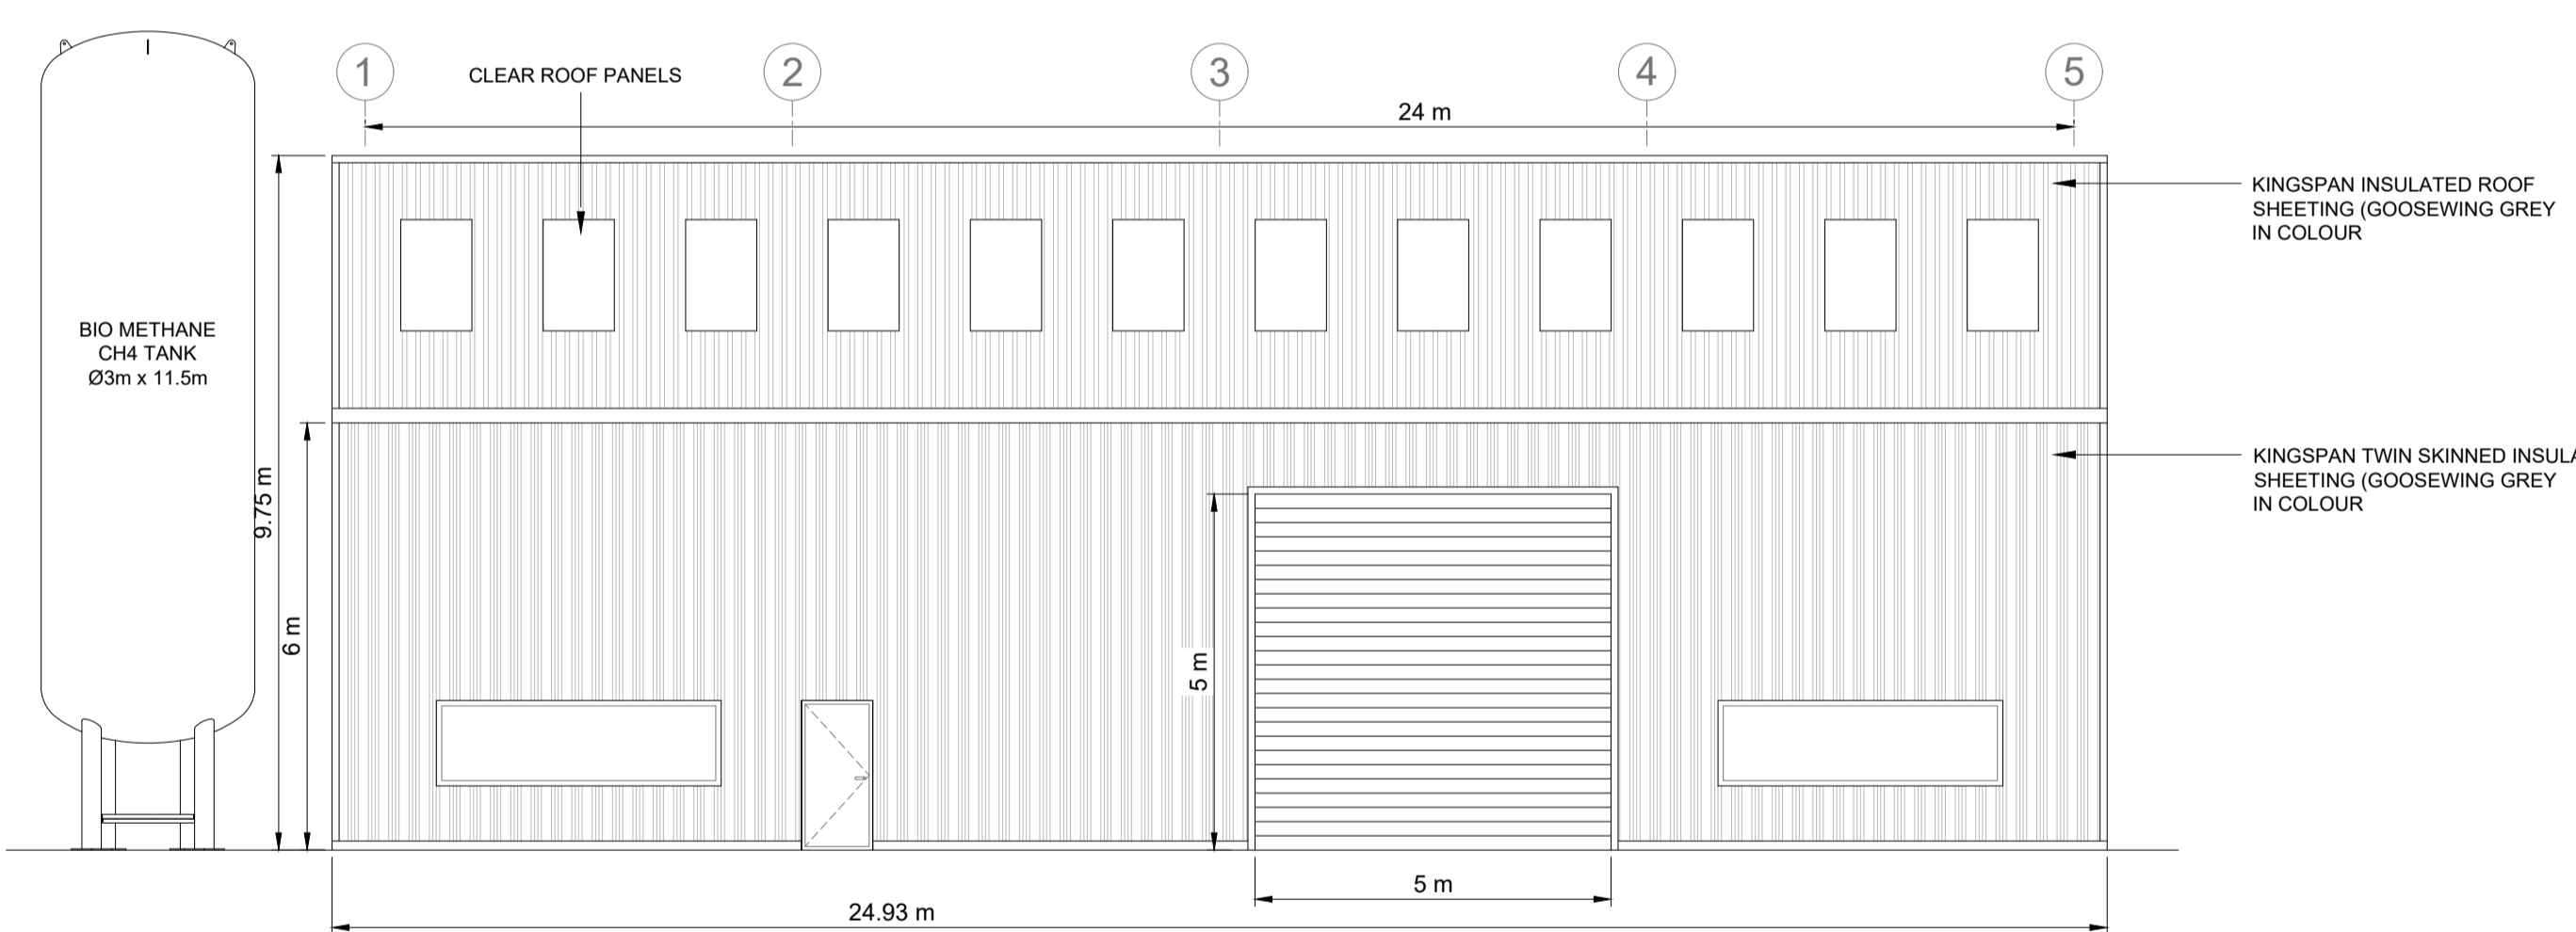 1
2
3
4
5
CLEAR ROOF PANELS
24 m
KINGSPAN INSULATED ROOF
SHEETING (GOOSEWING GREY
IN COLOUR
BIO METHANE
CH4 TANK
Ø3m x 11.5m
KINGSPAN TWIN SKINNED INSULA
SHEETING (GOOSEWING GREY
IN COLOUR
9.75 m
6 m
5 m
5 m
24.93 m